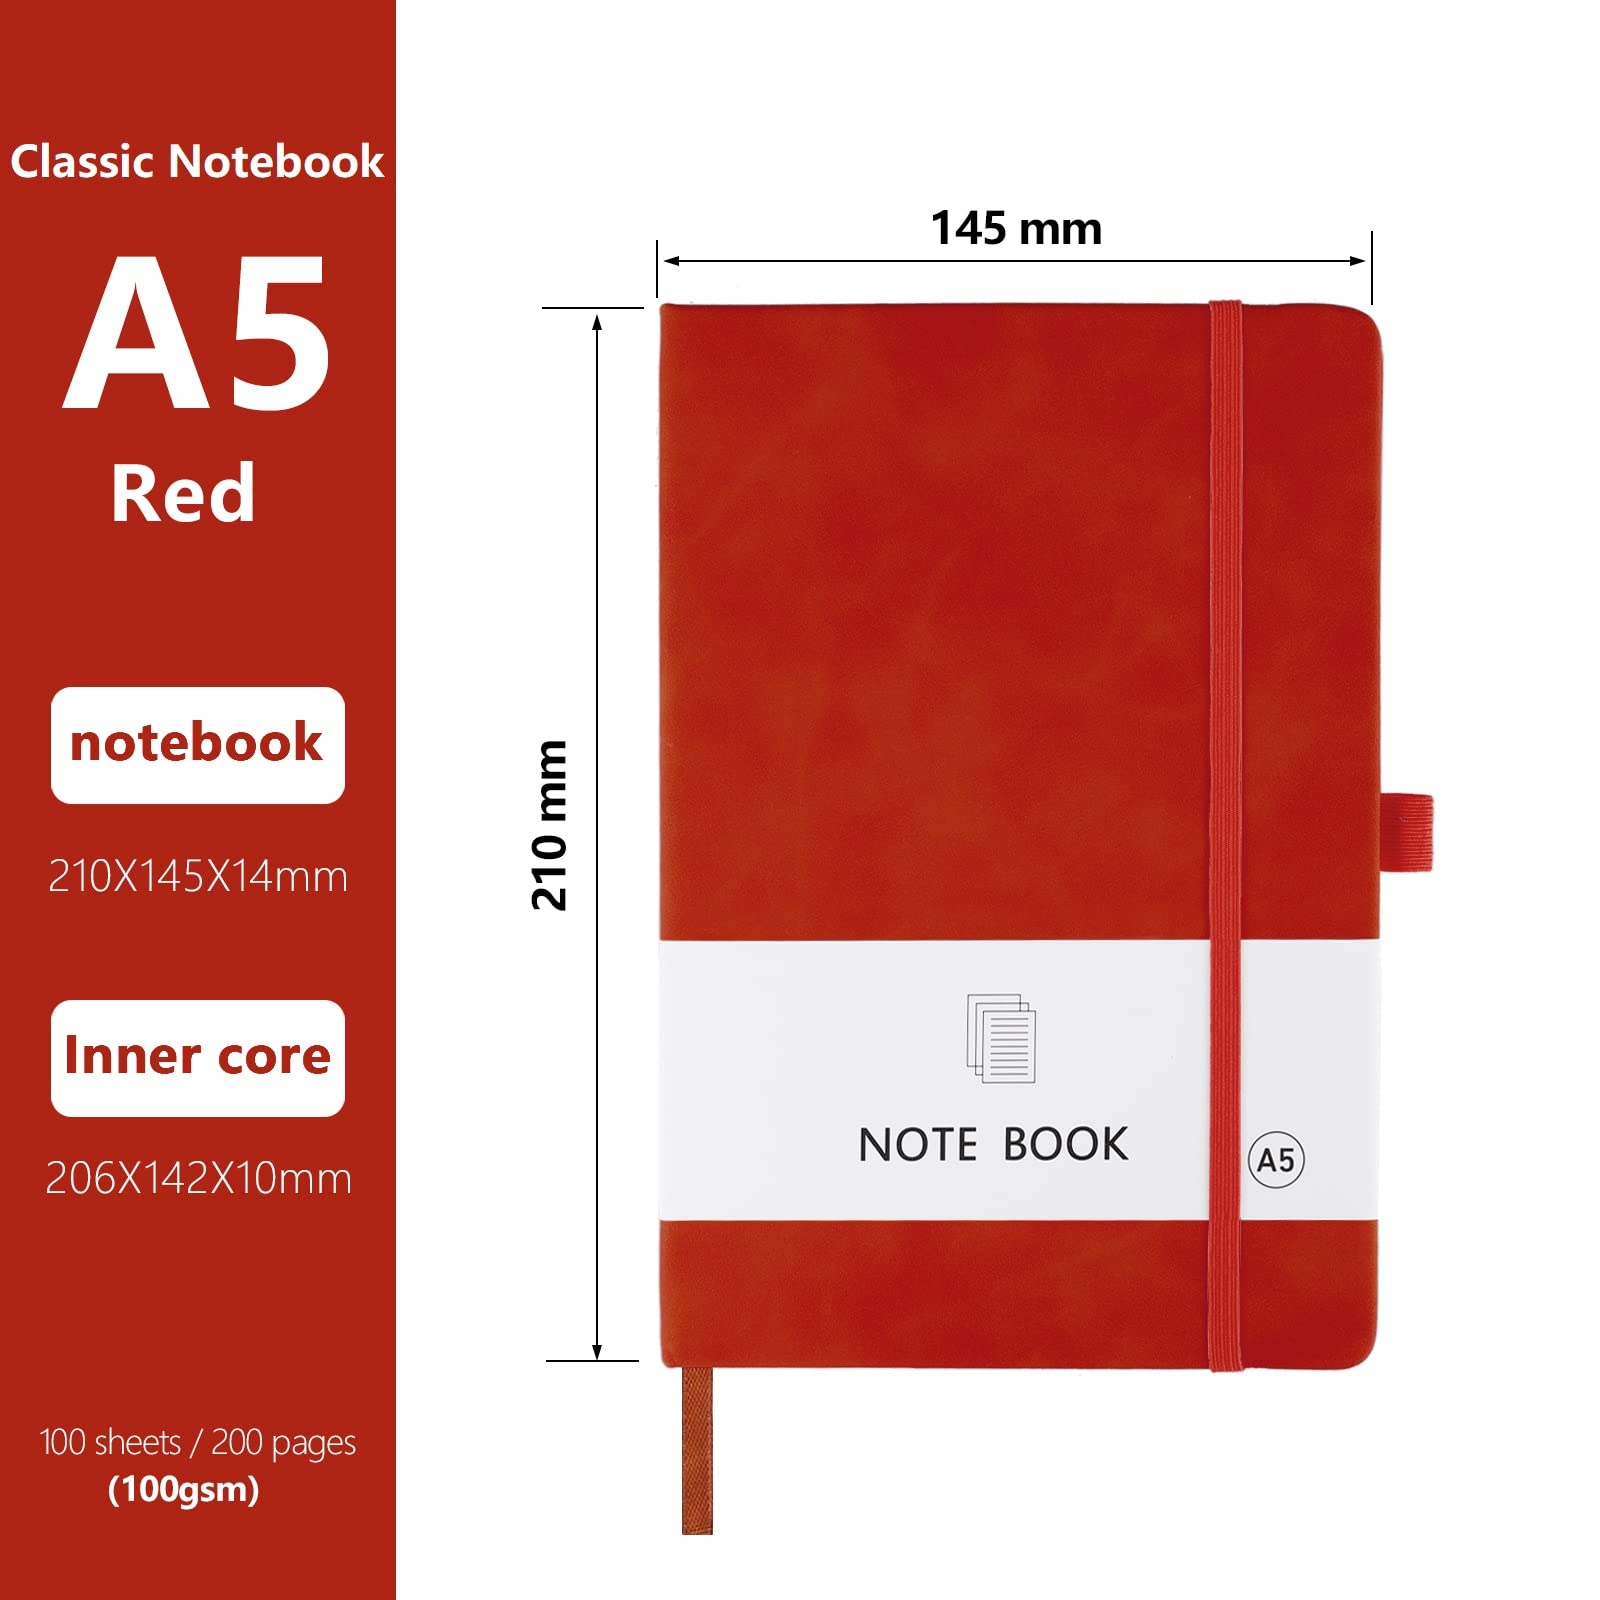 Classic Notebook
A5
Red
notebook
210X145X14mm
Inner core
206X142X10mm
100 sheets / 200 pages
(100gsm)
145 mm
210 mm
NOTE BOOK
A5